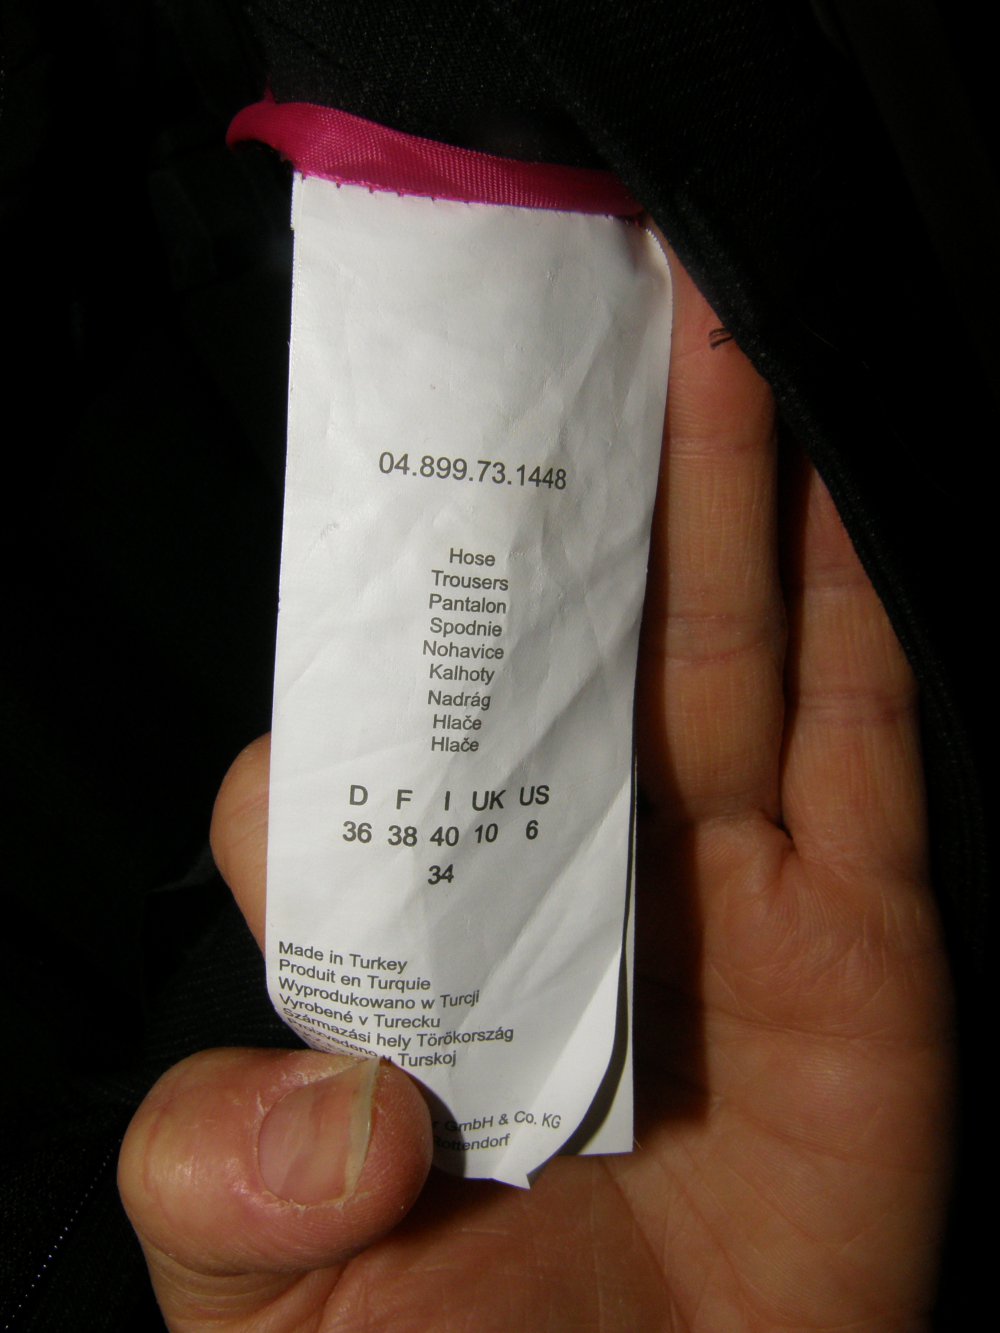 04.899.73.1448
Hose
Trousers
Pantalon
Spodnie
Nohavice
Kalhoty
Nadrág
Hlače
Hlače
D F I UK US
36 38 40 10 6
34
Made in Turkey
Produit en Turquie
Wyprodukowano w Turcji
Vyrobené v Turecku
Származási hely Törökország
Proizvedeno u Turskoj
GmbH & Co. KG
Rottendorf